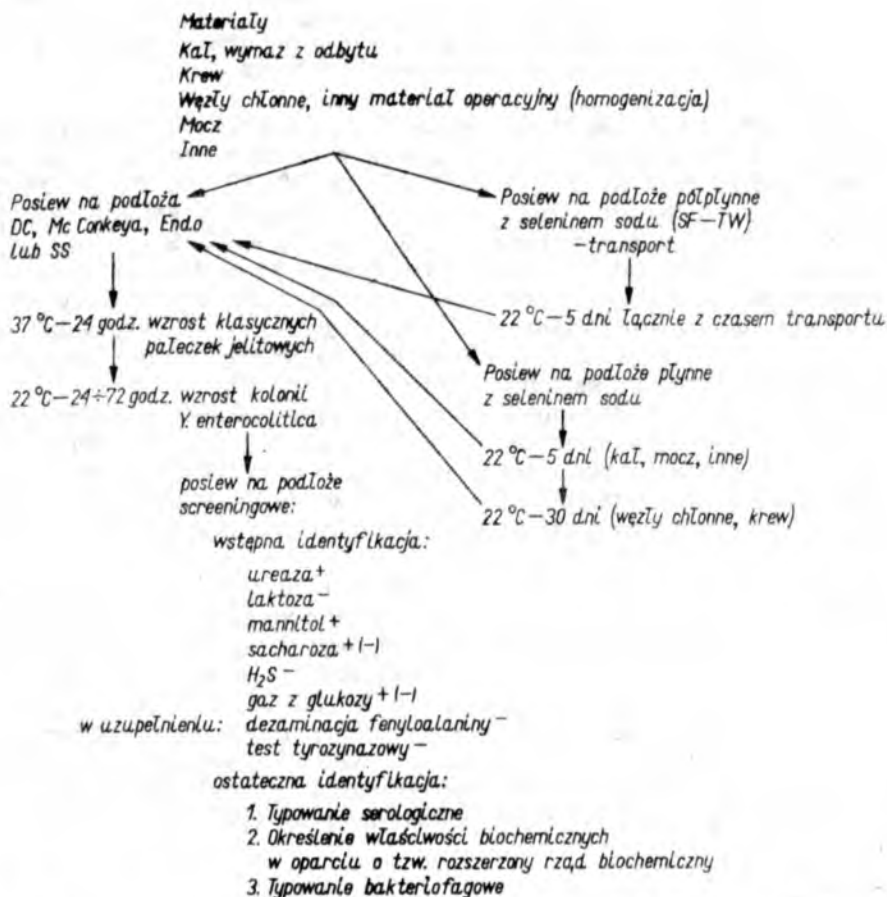 Materiały
Kał, wymaz z odbytu
Krew
Węzły chłonne, inny materiał operacyjny (homogenizacja)
Mocz
Inne
Posiew na podłoża
DC, Mc Conkeya, Endo
lub SS
37 °C—24 godz. wzrost klasycznych
pałeczek jelitowych
22 °C—24÷72 godz. wzrost kolonii
Y. enterocolitica
posiew na podłoże
screeningowe:
Posiew na podłoże półpłynne
z seleninem sodu (SF—TW)
—transport
22 °C—5 dni łącznie z czasem transportu
Posiew na podłoże płynne
z seleninem sodu
22 °C—5 dni (kał, mocz, inne)
22 °C—30 dni (węzły chłonne, krew)
wstępna identyfikacja:
ureaza +
laktoza —
mannitol +
sacharoza + (—)
H₂S —
gaz z glukozy + (—)
w uzupełnieniu: dezaminacja fenyloalaniny —
test tyrozynazowy —
ostateczna identyfikacja:
1. Typowanie serologiczne
2. Określenie właściwości biochemicznych
w oparciu o tzw. rozszerzony rząd biochemiczny
3. Typowanie bakteriofagowe